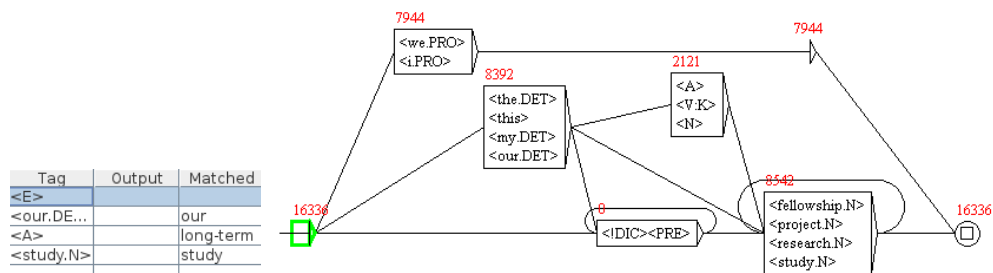 Tag Output Matched
<E>
<our.DE... our
<A> long-term
<study.N> study
7944
<we.PRO>
<i.PRO>
7944
8392
<the.DET>
<this>
<my.DET>
<our.DET>
2121
<A>
<V:K>
<N>
16336
0
<!DIC><PRE>
8542
<fellowship.N>
<project.N>
<research.N>
<study.N>
16336